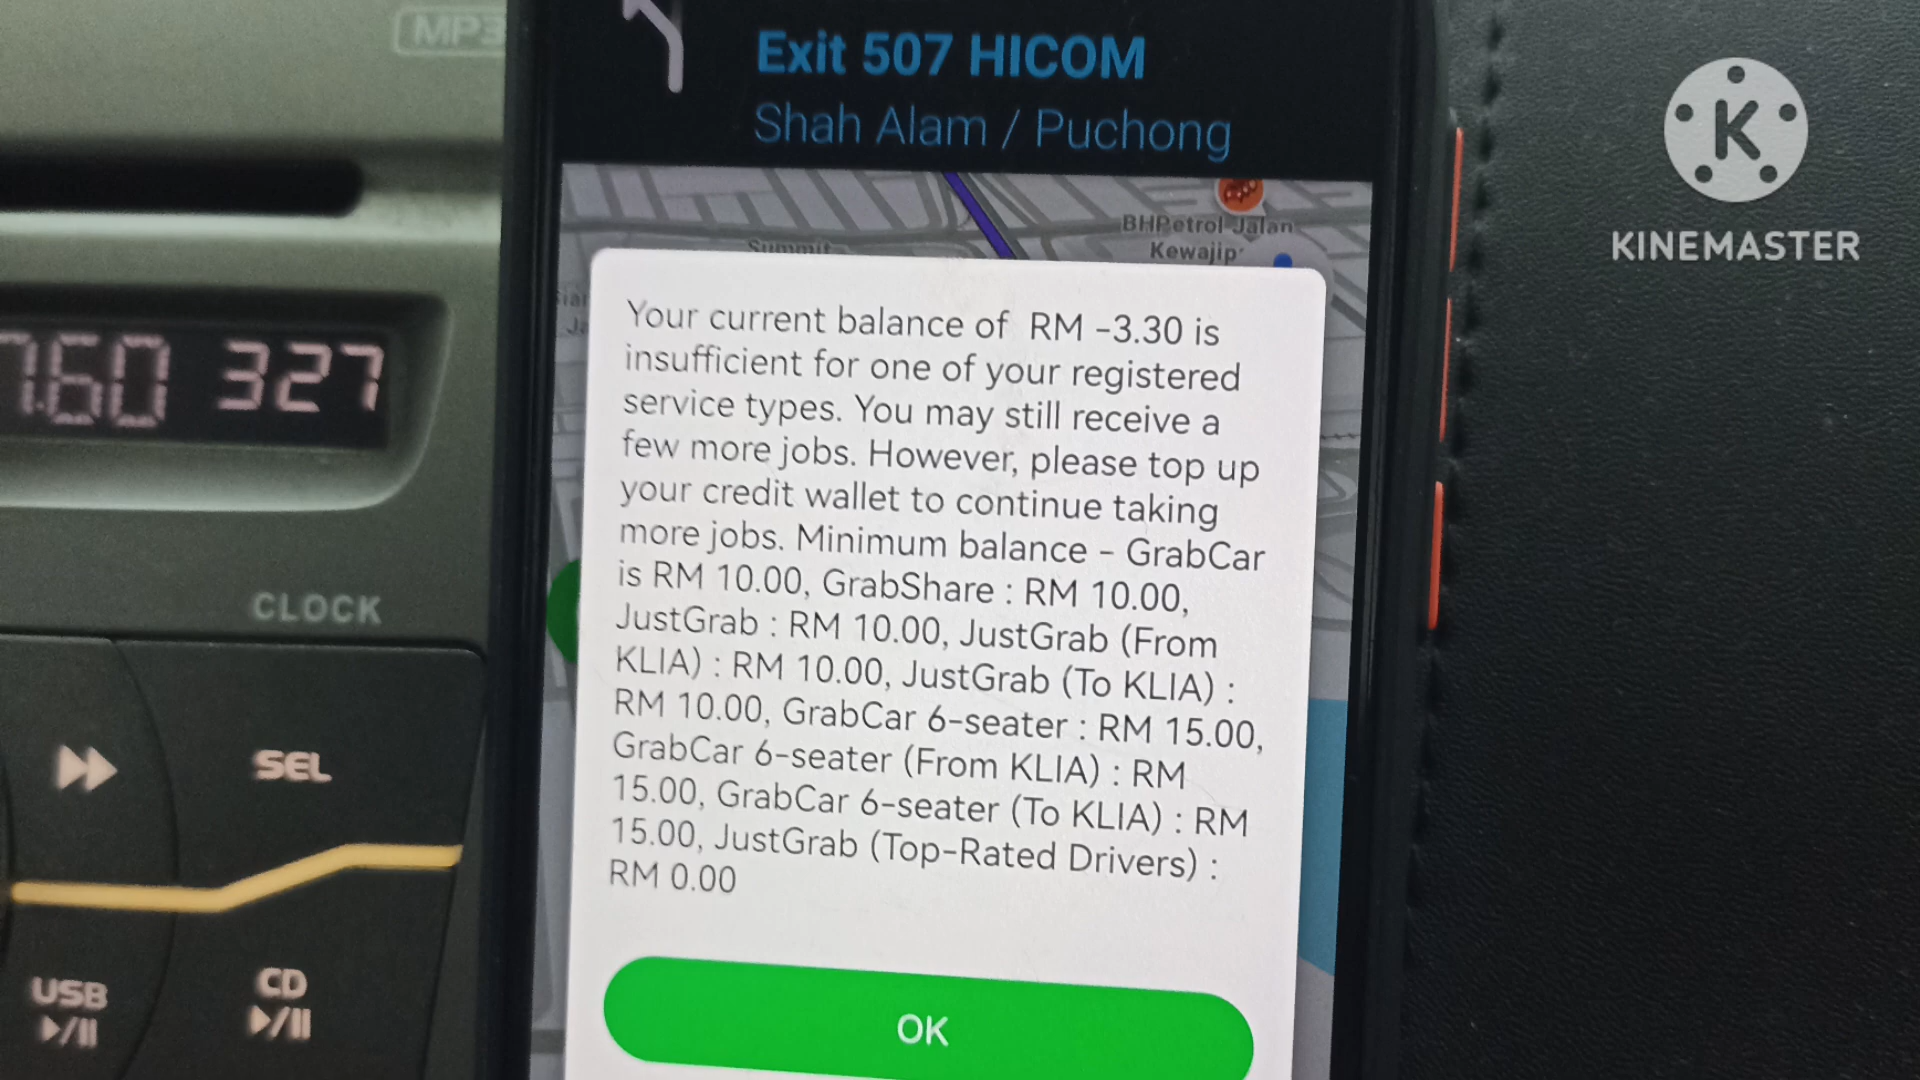 MP3
Exit 507 HICOM
Shah Alam / Puchong
K
KINEMASTER
BHPetrol Jalan
Kewajip
Summit
Your current balance of RM -3.30 is
insufficient for one of your registered
service types. You may still receive a
few more jobs. However, please top up
your credit wallet to continue taking
more jobs. Minimum balance - GrabCar
is RM 10.00, GrabShare : RM 10.00,
JustGrab : RM 10.00, JustGrab (From
KLIA) : RM 10.00, JustGrab (To KLIA) :
RM 10.00, GrabCar 6-seater : RM 15.00,
GrabCar 6-seater (From KLIA) : RM
15.00, GrabCar 6-seater (To KLIA) : RM
15.00, JustGrab (Top-Rated Drivers) :
RM 0.00
OK
327
CLOCK
SEL
USB
CD